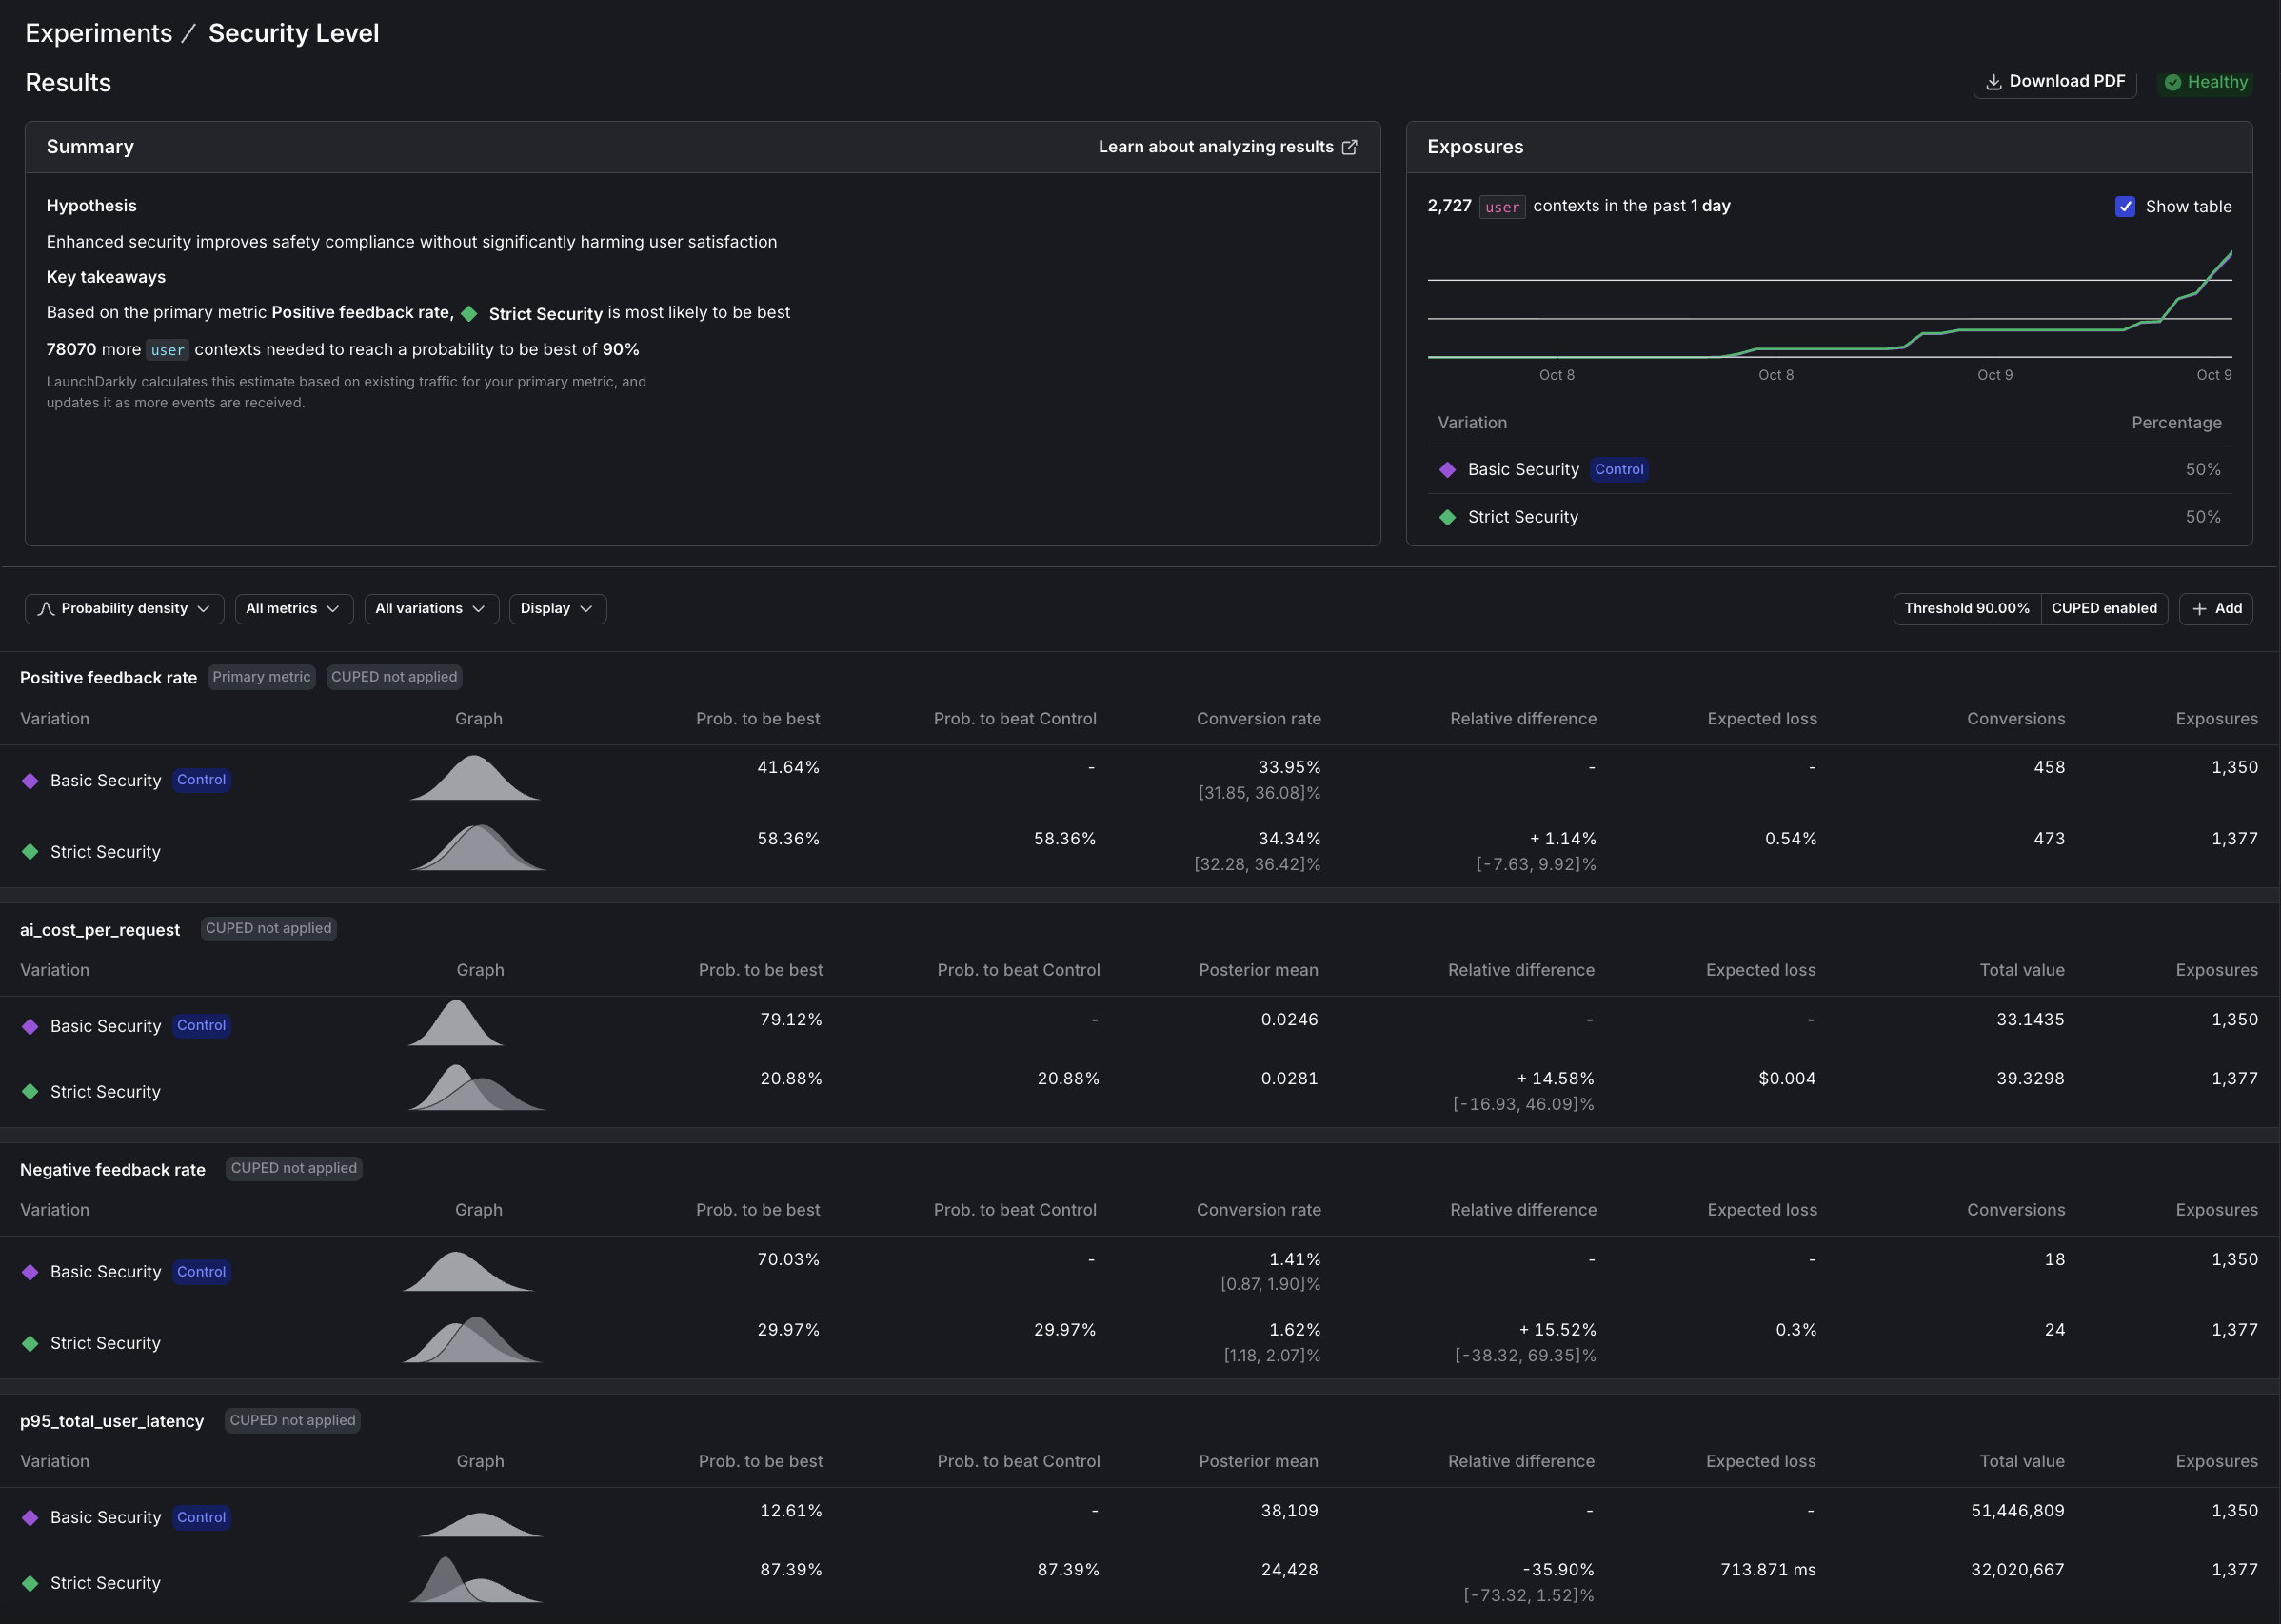 Experiments / Security Level
Results
Download PDF
Healthy
Summary
Learn about analyzing results
Hypothesis
Enhanced security improves safety compliance without significantly harming user satisfaction
Key takeaways
Based on the primary metric Positive feedback rate, Strict Security is most likely to be best
78070 more user contexts needed to reach a probability to be best of 90%
LaunchDarkly calculates this estimate based on existing traffic for your primary metric, and
updates it as more events are received.
Exposures
2,727 user contexts in the past 1 day
Show table
Oct 8 Oct 8 Oct 9 Oct 9
Variation Percentage
Basic Security Control 50%
Strict Security 50%
Probability density All metrics All variations Display
Threshold 90.00% CUPED enabled + Add
Positive feedback rate Primary metric CUPED not applied
Variation Graph Prob. to be best Prob. to beat Control Conversion rate Relative difference Expected loss Conversions Exposures
Basic Security Control 41.64% - 33.95% - - 458 1,350
[31.85, 36.08]%
Strict Security 58.36% 58.36% 34.34% + 1.14% 0.54% 473 1,377
[32.28, 36.42]% [-7.63, 9.92]%
ai_cost_per_request CUPED not applied
Variation Graph Prob. to be best Prob. to beat Control Posterior mean Relative difference Expected loss Total value Exposures
Basic Security Control 79.12% - 0.0246 - - 33.1435 1,350
Strict Security 20.88% 20.88% 0.0281 + 14.58% $0.004 39.3298 1,377
[-16.93, 46.09]%
Negative feedback rate CUPED not applied
Variation Graph Prob. to be best Prob. to beat Control Conversion rate Relative difference Expected loss Conversions Exposures
Basic Security Control 70.03% - 1.41% - - 18 1,350
[0.87, 1.90]%
Strict Security 29.97% 29.97% 1.62% + 15.52% 0.3% 24 1,377
[1.18, 2.07]% [-38.32, 69.35]%
p95_total_user_latency CUPED not applied
Variation Graph Prob. to be best Prob. to beat Control Posterior mean Relative difference Expected loss Total value Exposures
Basic Security Control 12.61% - 38,109 - - 51,446,809 1,350
Strict Security 87.39% 87.39% 24,428 -35.90% 713.871 ms 32,020,667 1,377
[-73.32, 1.52]%